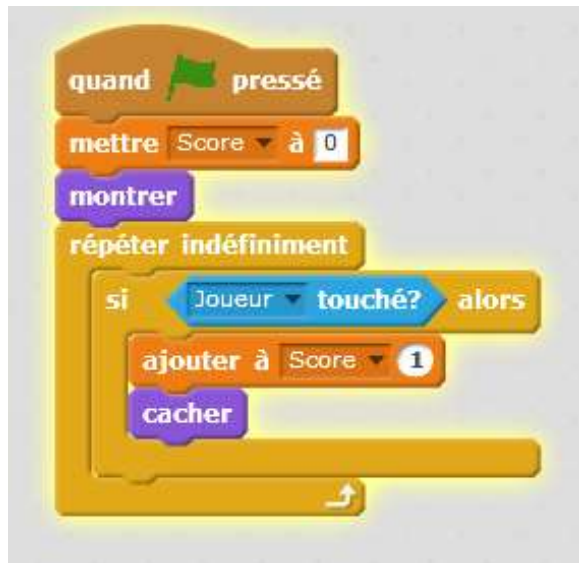 quand pressé
mettre Score à 0
montrer
répéter indéfiniment
si Joueur touché? alors
ajouter à Score 1
cacher